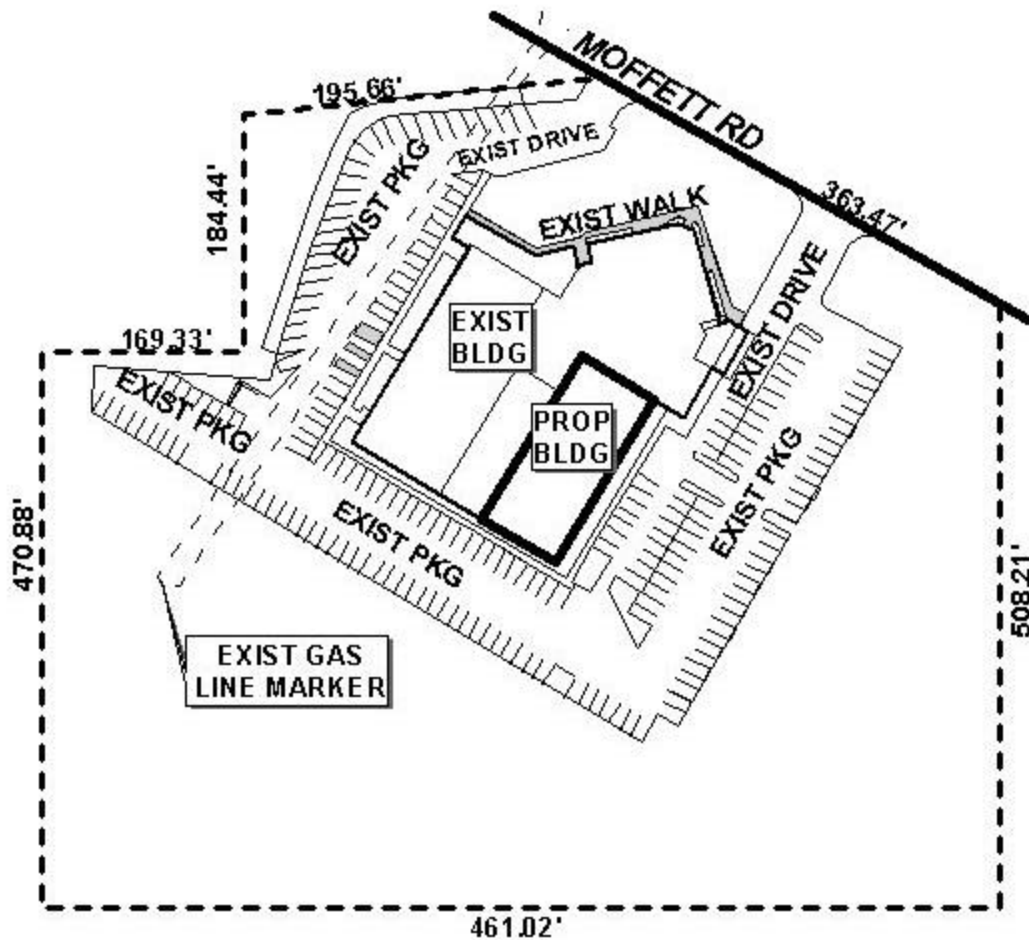 MOFFETT RD
195.66'
EXIST DRIVE
EXIST PKG
184.44'
363.47'
EXIST WALK
EXIST DRIVE
EXIST
BLDG
169.33'
EXIST PKG
PROP
BLDG
EXIST PKG
EXIST PKG
470.88'
508.21'
EXIST GAS
LINE MARKER
461.02'